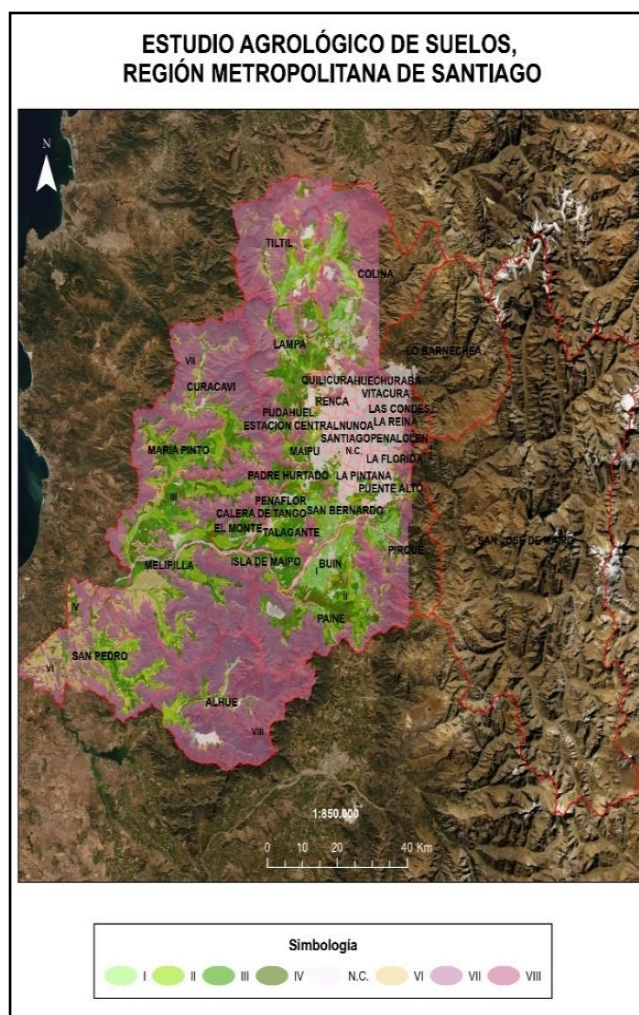 ESTUDIO AGROLÓGICO DE SUELOS,
REGIÓN METROPOLITANA DE SANTIAGO
N
TILTIL
COLINA
LAMPA
LO BARNECHEA
VII
CURACAVI
QUILICURA HUECHURABA
VITACURA
RENCA
PUDAHUEL
LAS CONDES
ESTACIÓN CENTRAL NUNOA
LA REINA
SANTIAGO PENALOLEN
MARIA PINTO
MAIPU
N.C.
LA FLORIDA
PADRE HURTADO
LA PINTANA
PUENTE ALTO
III
PENAFLOR
CALERA DE TANGO
SAN BERNARDO
EL MONTE
TALAGANTE
PIRQUE
SAN JOSE DE MAIPO
MELIPILLA
ISLA DE MAIPO
I
BUIN
II
IV
PAINE
SAN PEDRO
VI
ALHUE
VIII
1:850.000
0 10 20 40 Km
Simbología
I II III IV N.C. VI VII VIII